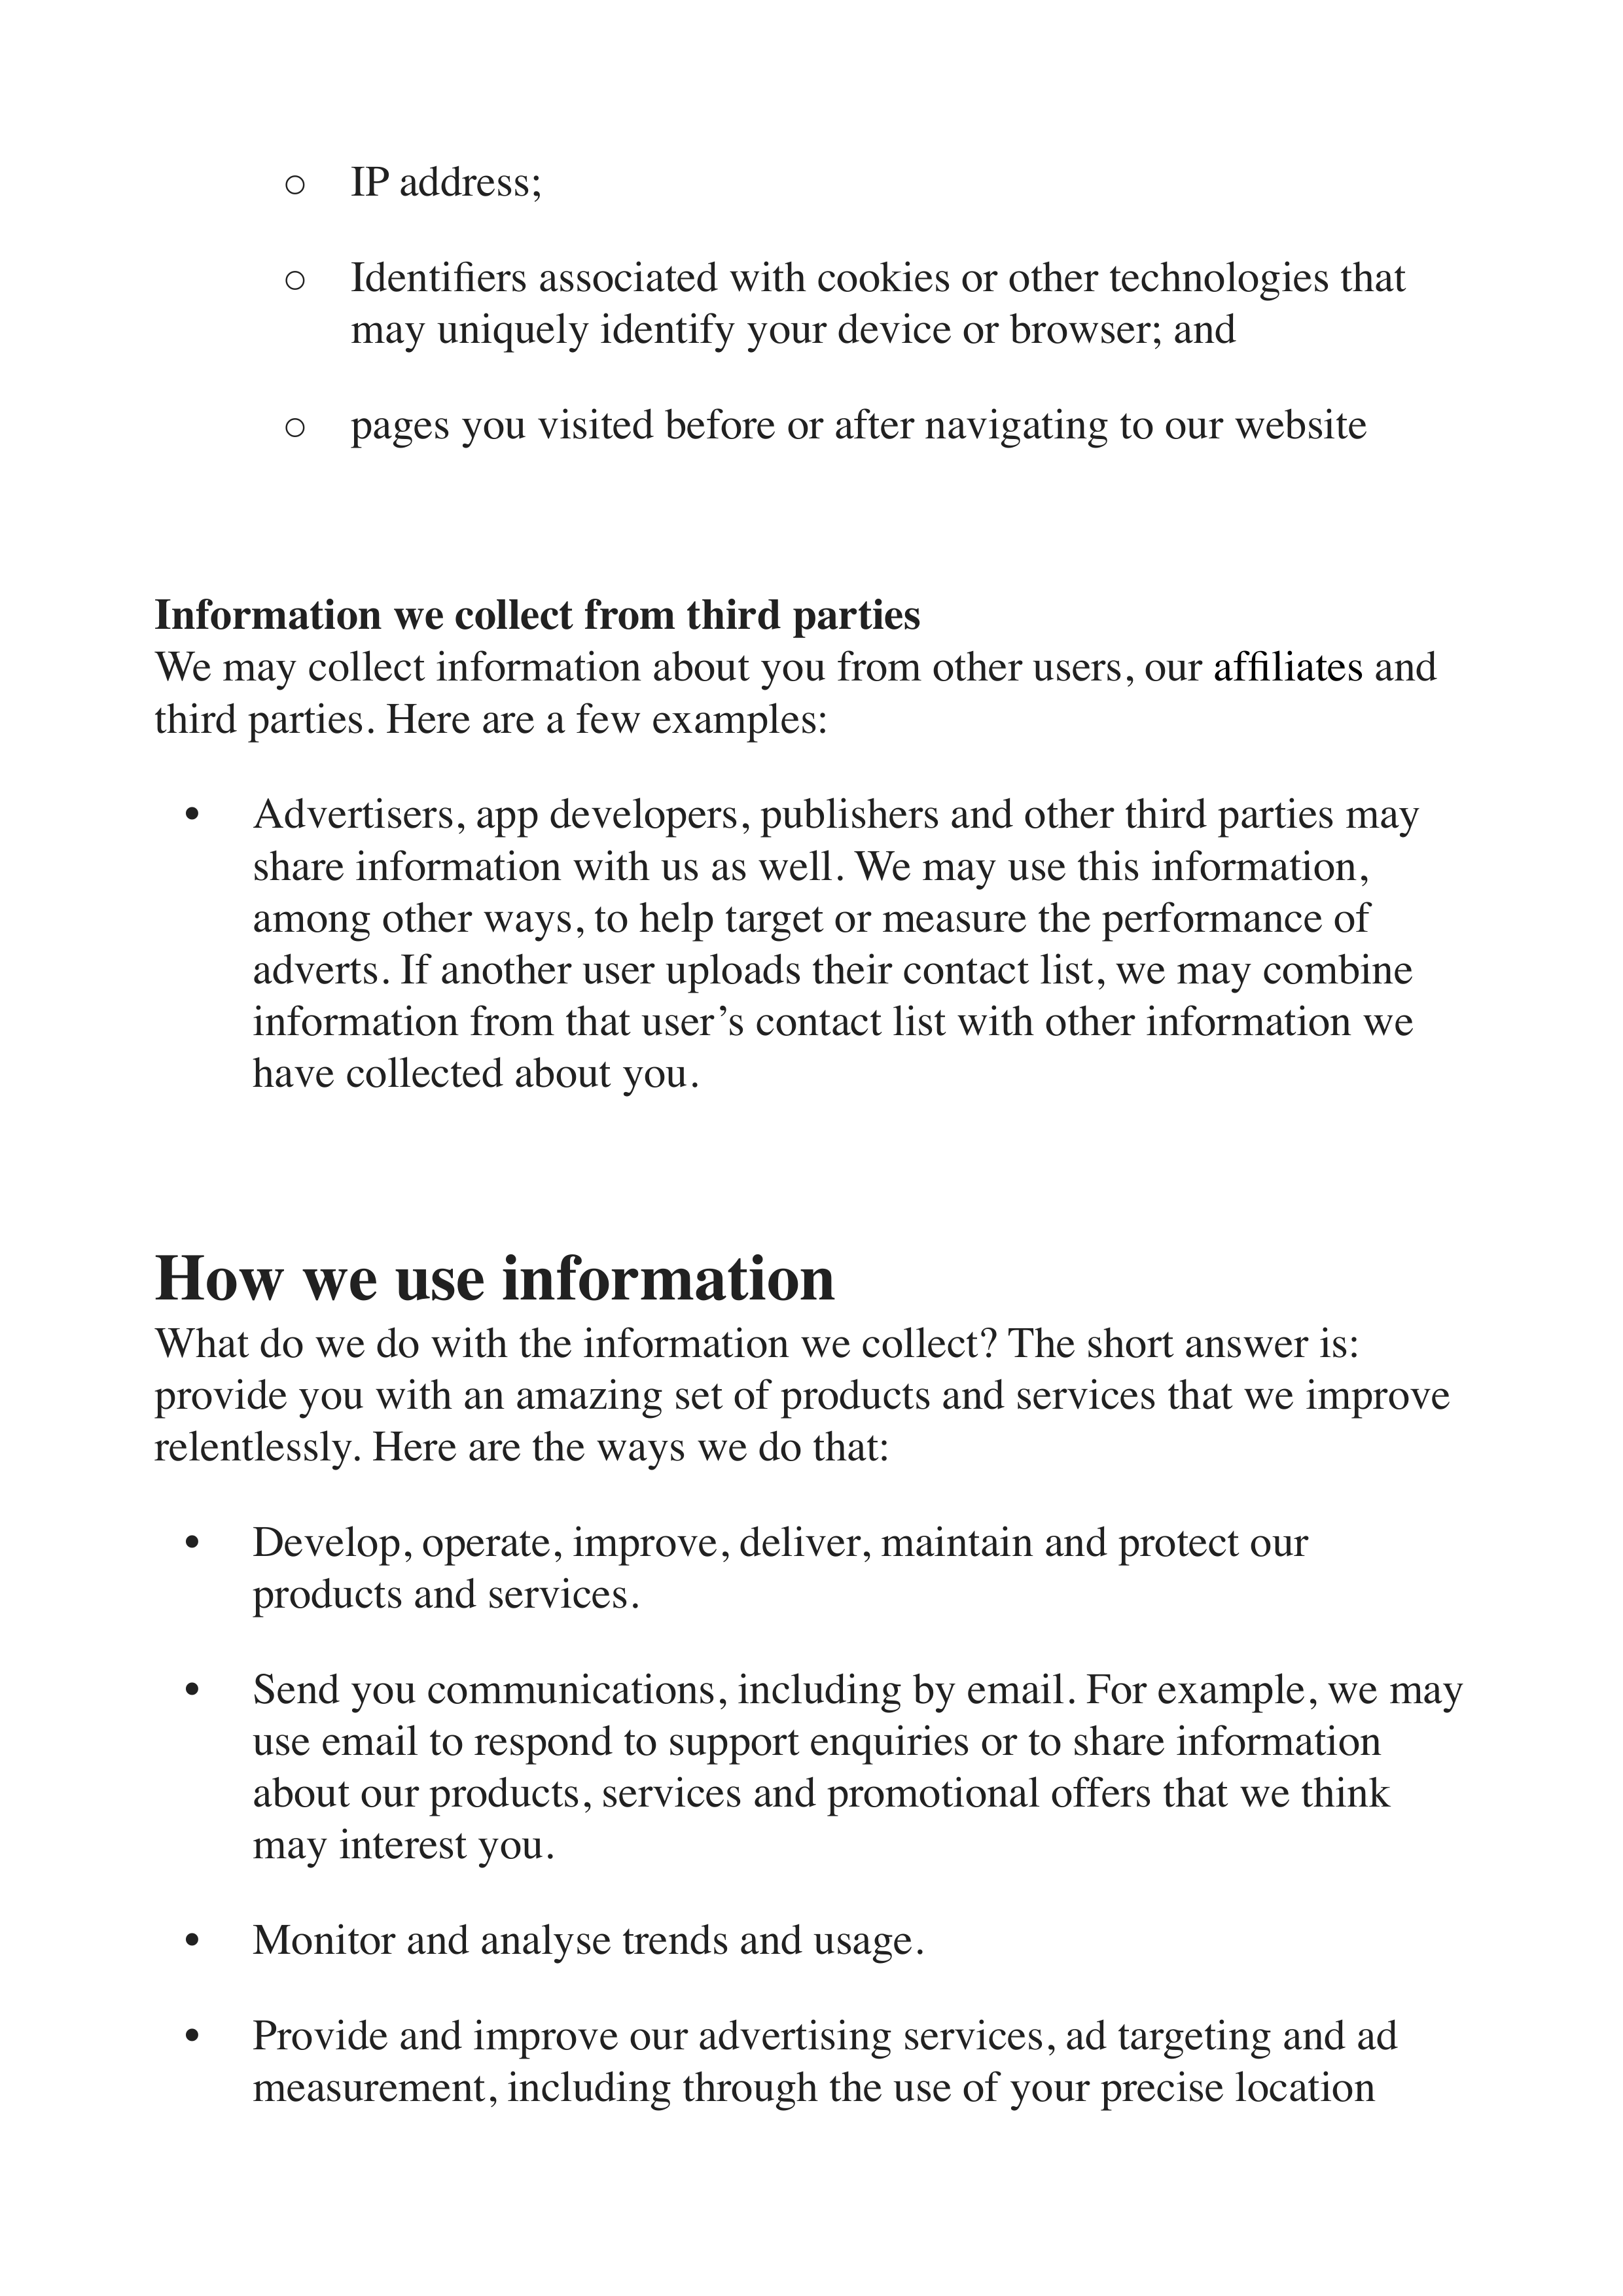 ○ IP address;
○ Identifiers associated with cookies or other technologies that
may uniquely identify your device or browser; and
○ pages you visited before or after navigating to our website
Information we collect from third parties
We may collect information about you from other users, our affiliates and
third parties. Here are a few examples:
• Advertisers, app developers, publishers and other third parties may
share information with us as well. We may use this information,
among other ways, to help target or measure the performance of
adverts. If another user uploads their contact list, we may combine
information from that user’s contact list with other information we
have collected about you.
How we use information
What do we do with the information we collect? The short answer is:
provide you with an amazing set of products and services that we improve
relentlessly. Here are the ways we do that:
• Develop, operate, improve, deliver, maintain and protect our
products and services.
• Send you communications, including by email. For example, we may
use email to respond to support enquiries or to share information
about our products, services and promotional offers that we think
may interest you.
• Monitor and analyse trends and usage.
• Provide and improve our advertising services, ad targeting and ad
measurement, including through the use of your precise location